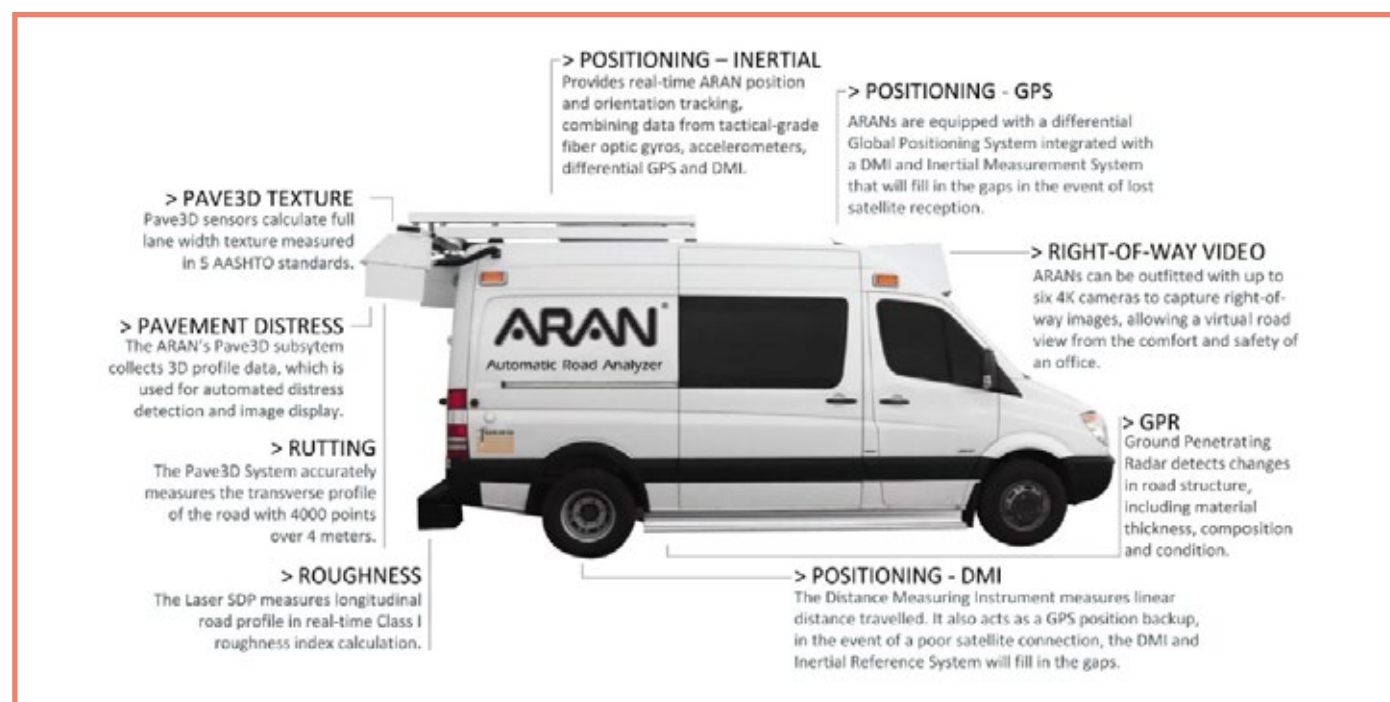 > POSITIONING – INERTIAL
Provides real-time ARAN position
and orientation tracking,
combining data from tactical-grade
fiber optic gyros, accelerometers,
differential GPS and DMI.
> POSITIONING - GPS
ARANs are equipped with a differential
Global Positioning System integrated with
a DMI and Inertial Measurement System
that will fill in the gaps in the event of lost
satellite reception.
> PAVE3D TEXTURE
Pave3D sensors calculate full
lane width texture measured
in 5 AASHTO standards.
> RIGHT-OF-WAY VIDEO
ARANs can be outfitted with up to
six 4K cameras to capture right-of-
way images, allowing a virtual road
view from the comfort and safety of
an office.
> PAVEMENT DISTRESS
The ARAN's Pave3D subsytem
collects 3D profile data, which is
used for automated distress
detection and image display.
ARAN®
Automatic Road Analyzer
> RUTTING
The Pave3D System accurately
measures the transverse profile
of the road with 4000 points
over 4 meters.
> GPR
Ground Penetrating
Radar detects changes
in road structure,
including material
thickness, composition
and condition.
> ROUGHNESS
The Laser SDP measures longitudinal
road profile in real-time Class I
roughness index calculation.
> POSITIONING - DMI
The Distance Measuring Instrument measures linear
distance travelled. It also acts as a GPS position backup,
in the event of a poor satellite connection, the DMI and
Inertial Reference System will fill in the gaps.